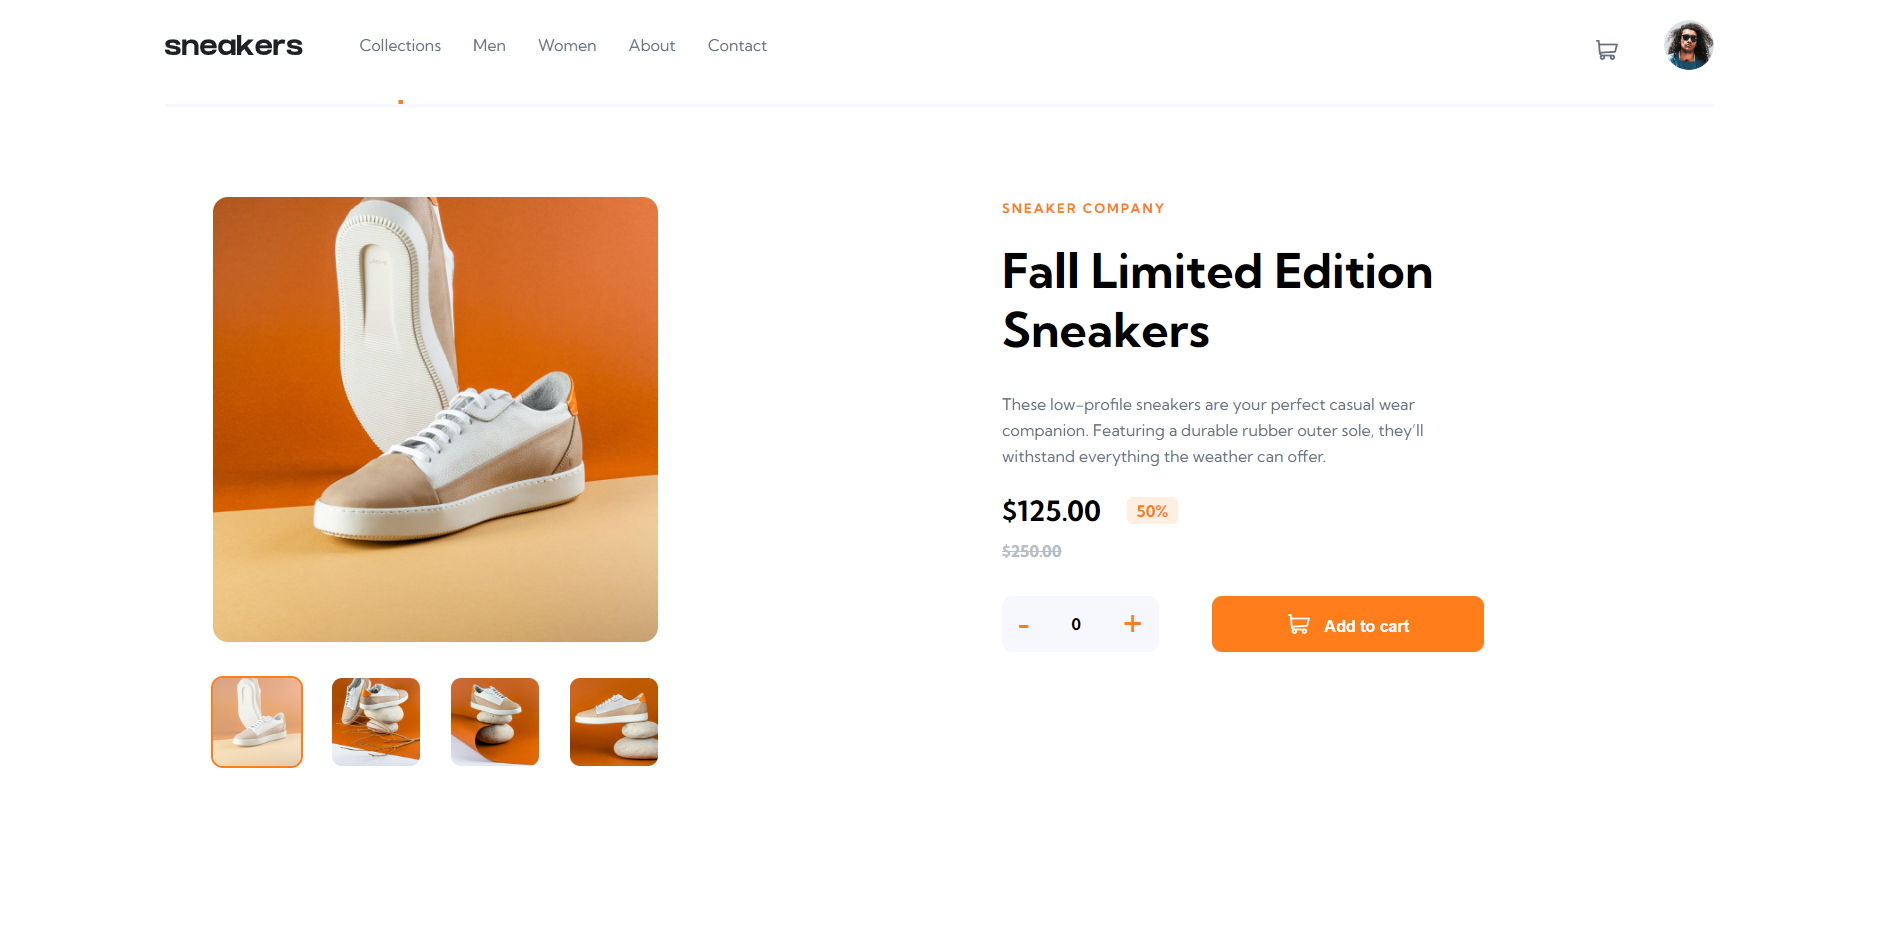 sneakers
Collections Men Women About Contact
SNEAKER COMPANY
Fall Limited Edition
Sneakers
These low-profile sneakers are your perfect casual wear
companion. Featuring a durable rubber outer sole, they’ll
withstand everything the weather can offer.
$125.00 50%
$250.00
- 0 + Add to cart